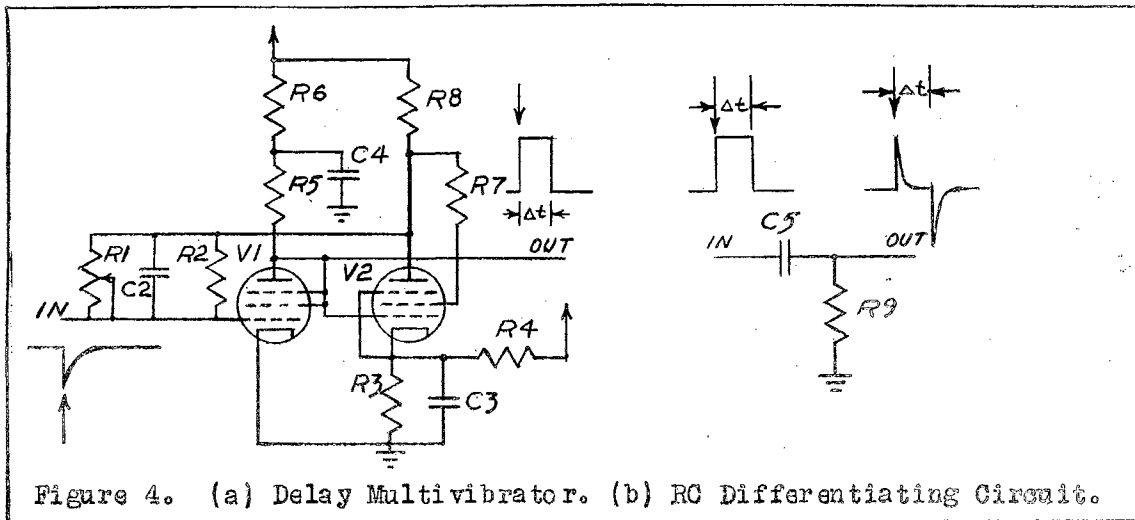 R6
R8
C4
R5
R7
Δt
OUT
R1
C2
R2
V1
V2
IN
R4
R3
C3
Δt
Δt
C5
IN
OUT
R9
Figure 4. (a) Delay Multivibrator. (b) RC Differentiating Circuit.